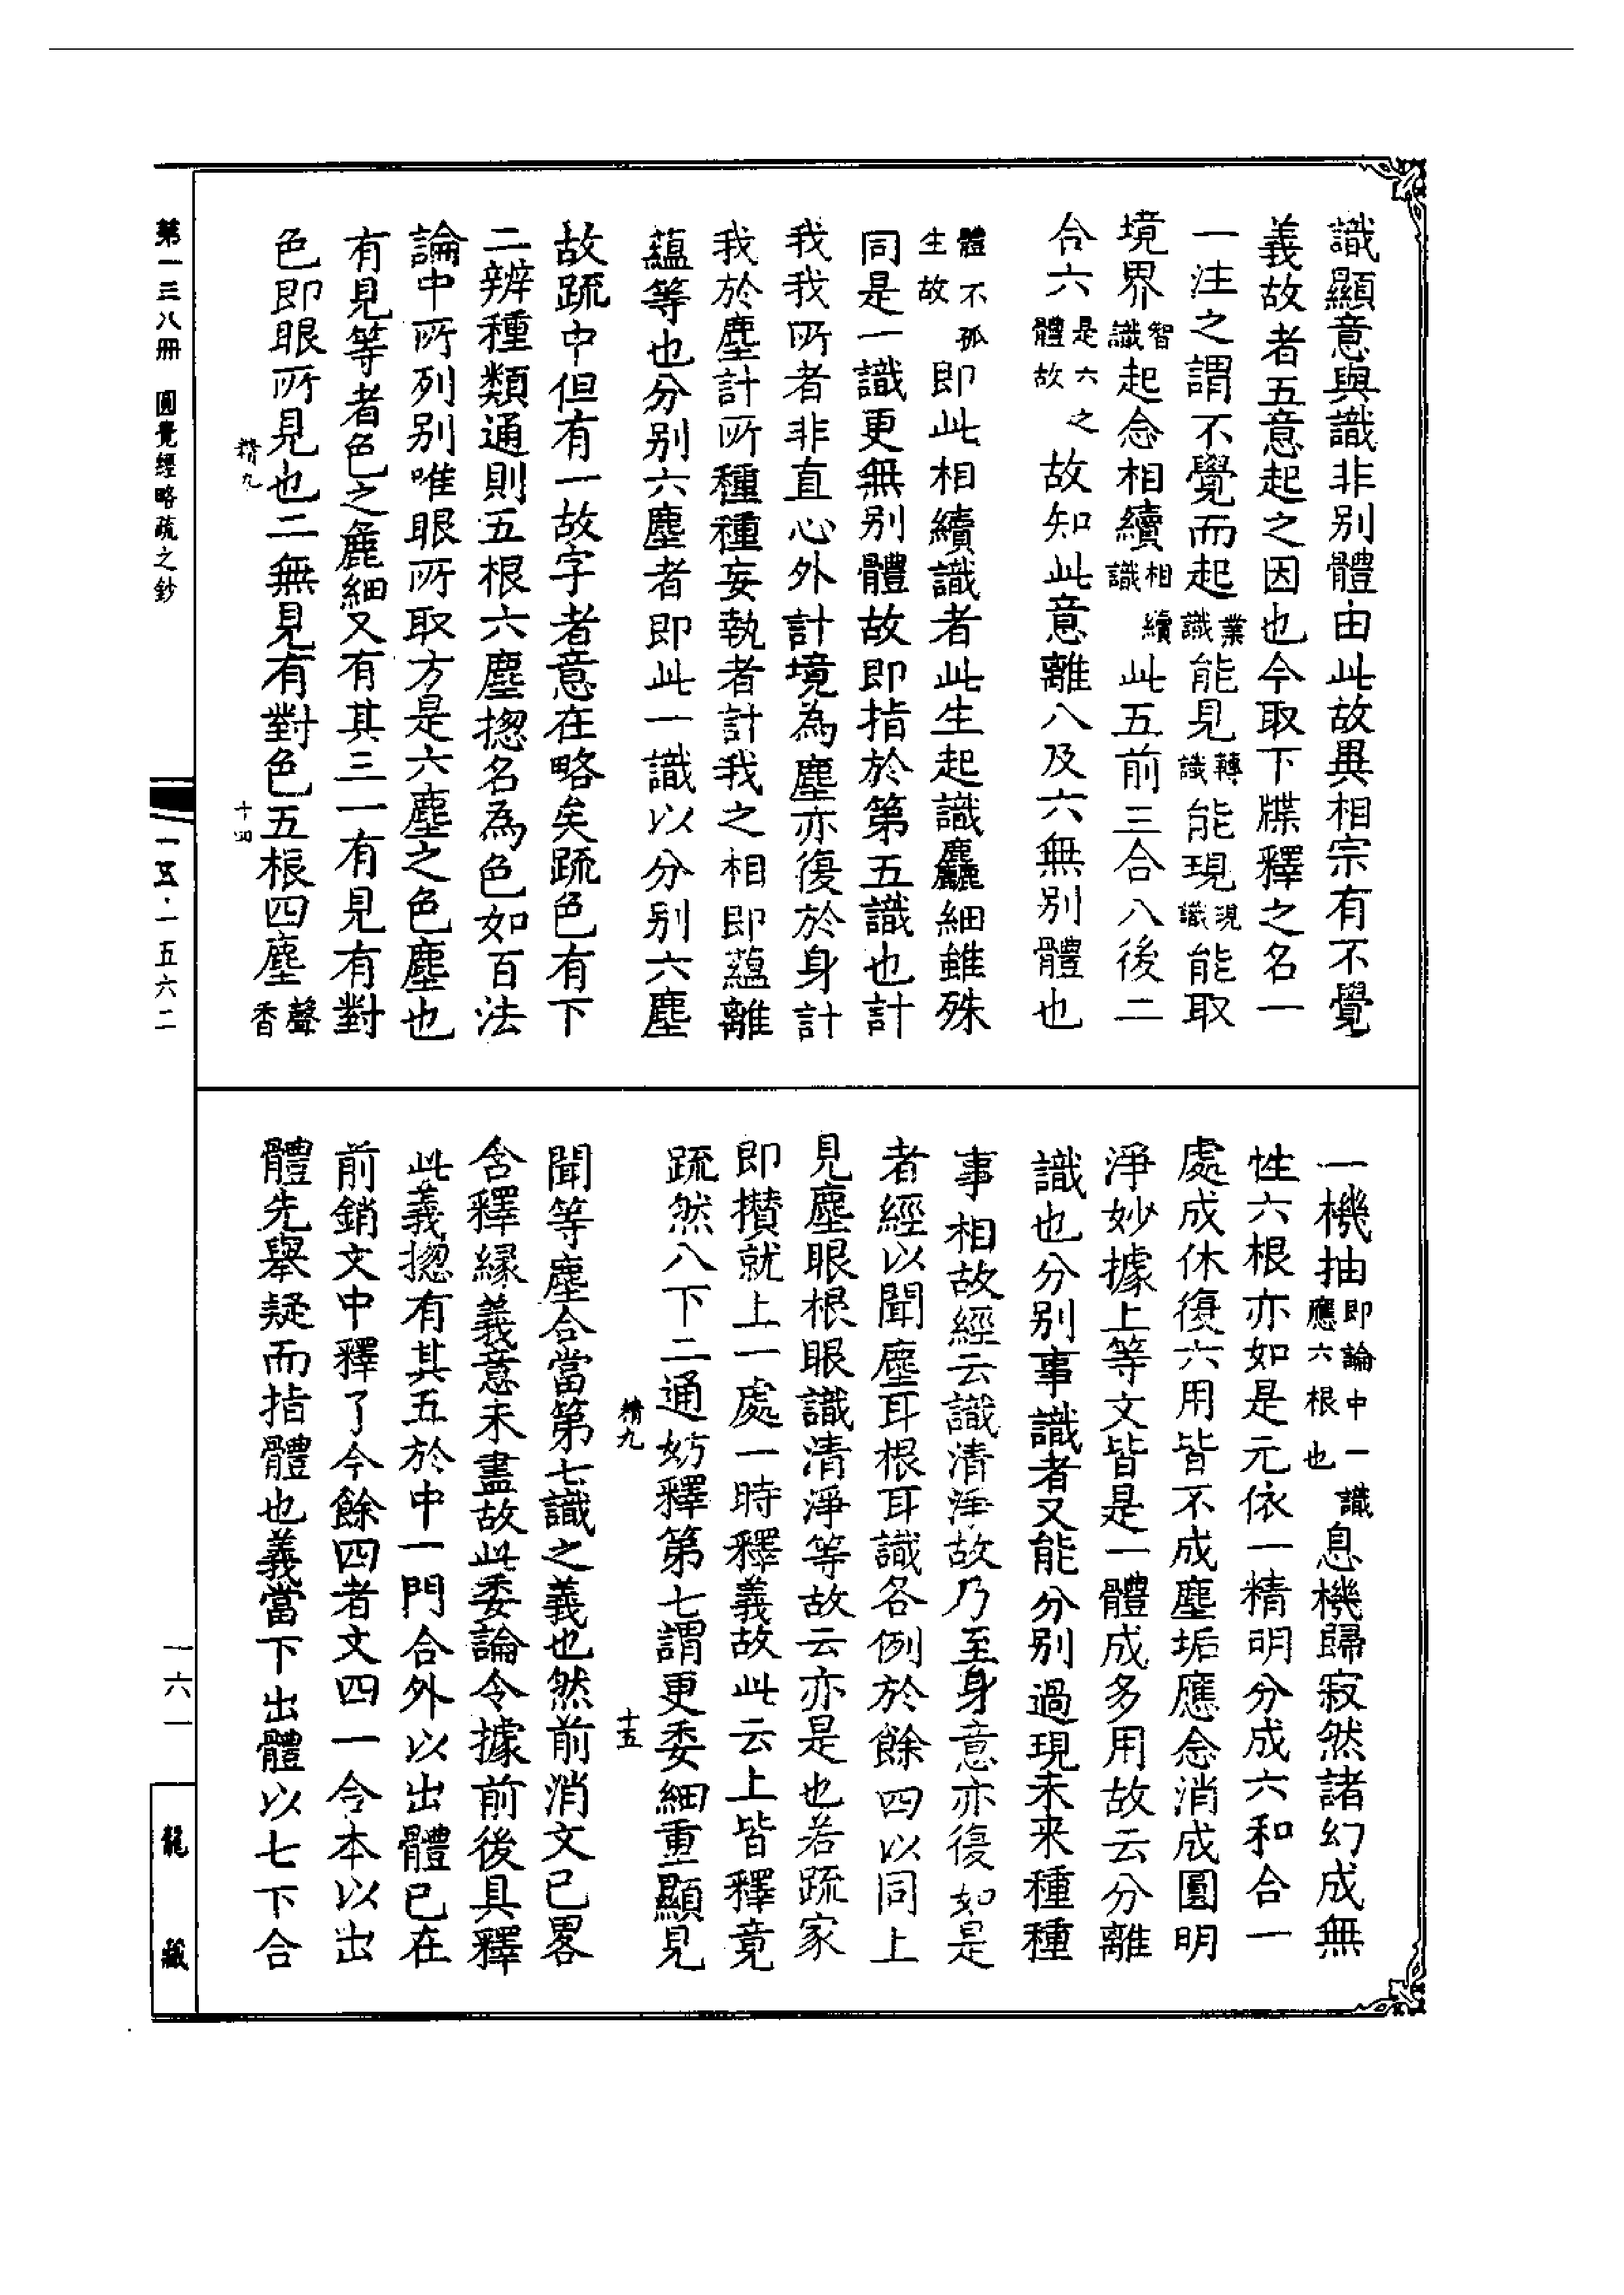 識顯意與識非别體由此故異相宗有不覺
義故者五意起之因也今取下牒釋之名一
一注之謂不覺而起業識能見轉識能現現識能取
境界智識起念相續相續識此五前三合八後二
合六是六之體故故知此意離八及六無别體也
體不孤生故即此相續識者此生起識麤細雖殊
同是一識更無别體故即指於第五識也計
我我所者非直心外計境為塵亦復於身計
我於塵計所種種妄執者計我之相即蘊離
蘊等也分别六塵者即此一識以分别六塵
故疏中但有一故字者意在略矣疏色有下
二辨種類通則五根六塵揔名為色如百法
論中所列别唯眼所取方是六塵之色塵也
有見等者色之麁細又有其三一有見有對
色即眼所見也二無見有對色五根四塵聲香
精九 十四
一機抽即論中一識應六根也息機歸寂然諸幻成無
性六根亦如是元依一精明分成六和合一
處成休復六用皆不成塵垢應念消成圓明
淨妙據上等文皆是一體成多用故云分離
識也分别事識者又能分别過現未来種種
事相故經云識清淨故乃至身意亦復如是
者經以聞塵耳根耳識各例於餘四以同上
見塵眼根眼識清淨等故云亦是也若疏家
即攅就上一處一時釋義故此云上皆釋竟
疏然八下二通妨釋第七謂更委細重顯見
精九 十五
聞等塵合當第七識之義也然前消文已畧
含釋緣義意未盡故此委論令據前後具釋
此義揔有其五於中一門合外以出體已在
前銷文中釋了今餘四者文四一令本以出
體先舉疑而指體也義當下出體以七下合
第一三八册 圓覺經略疏之鈔
一五·一五六二
一六一
龍藏